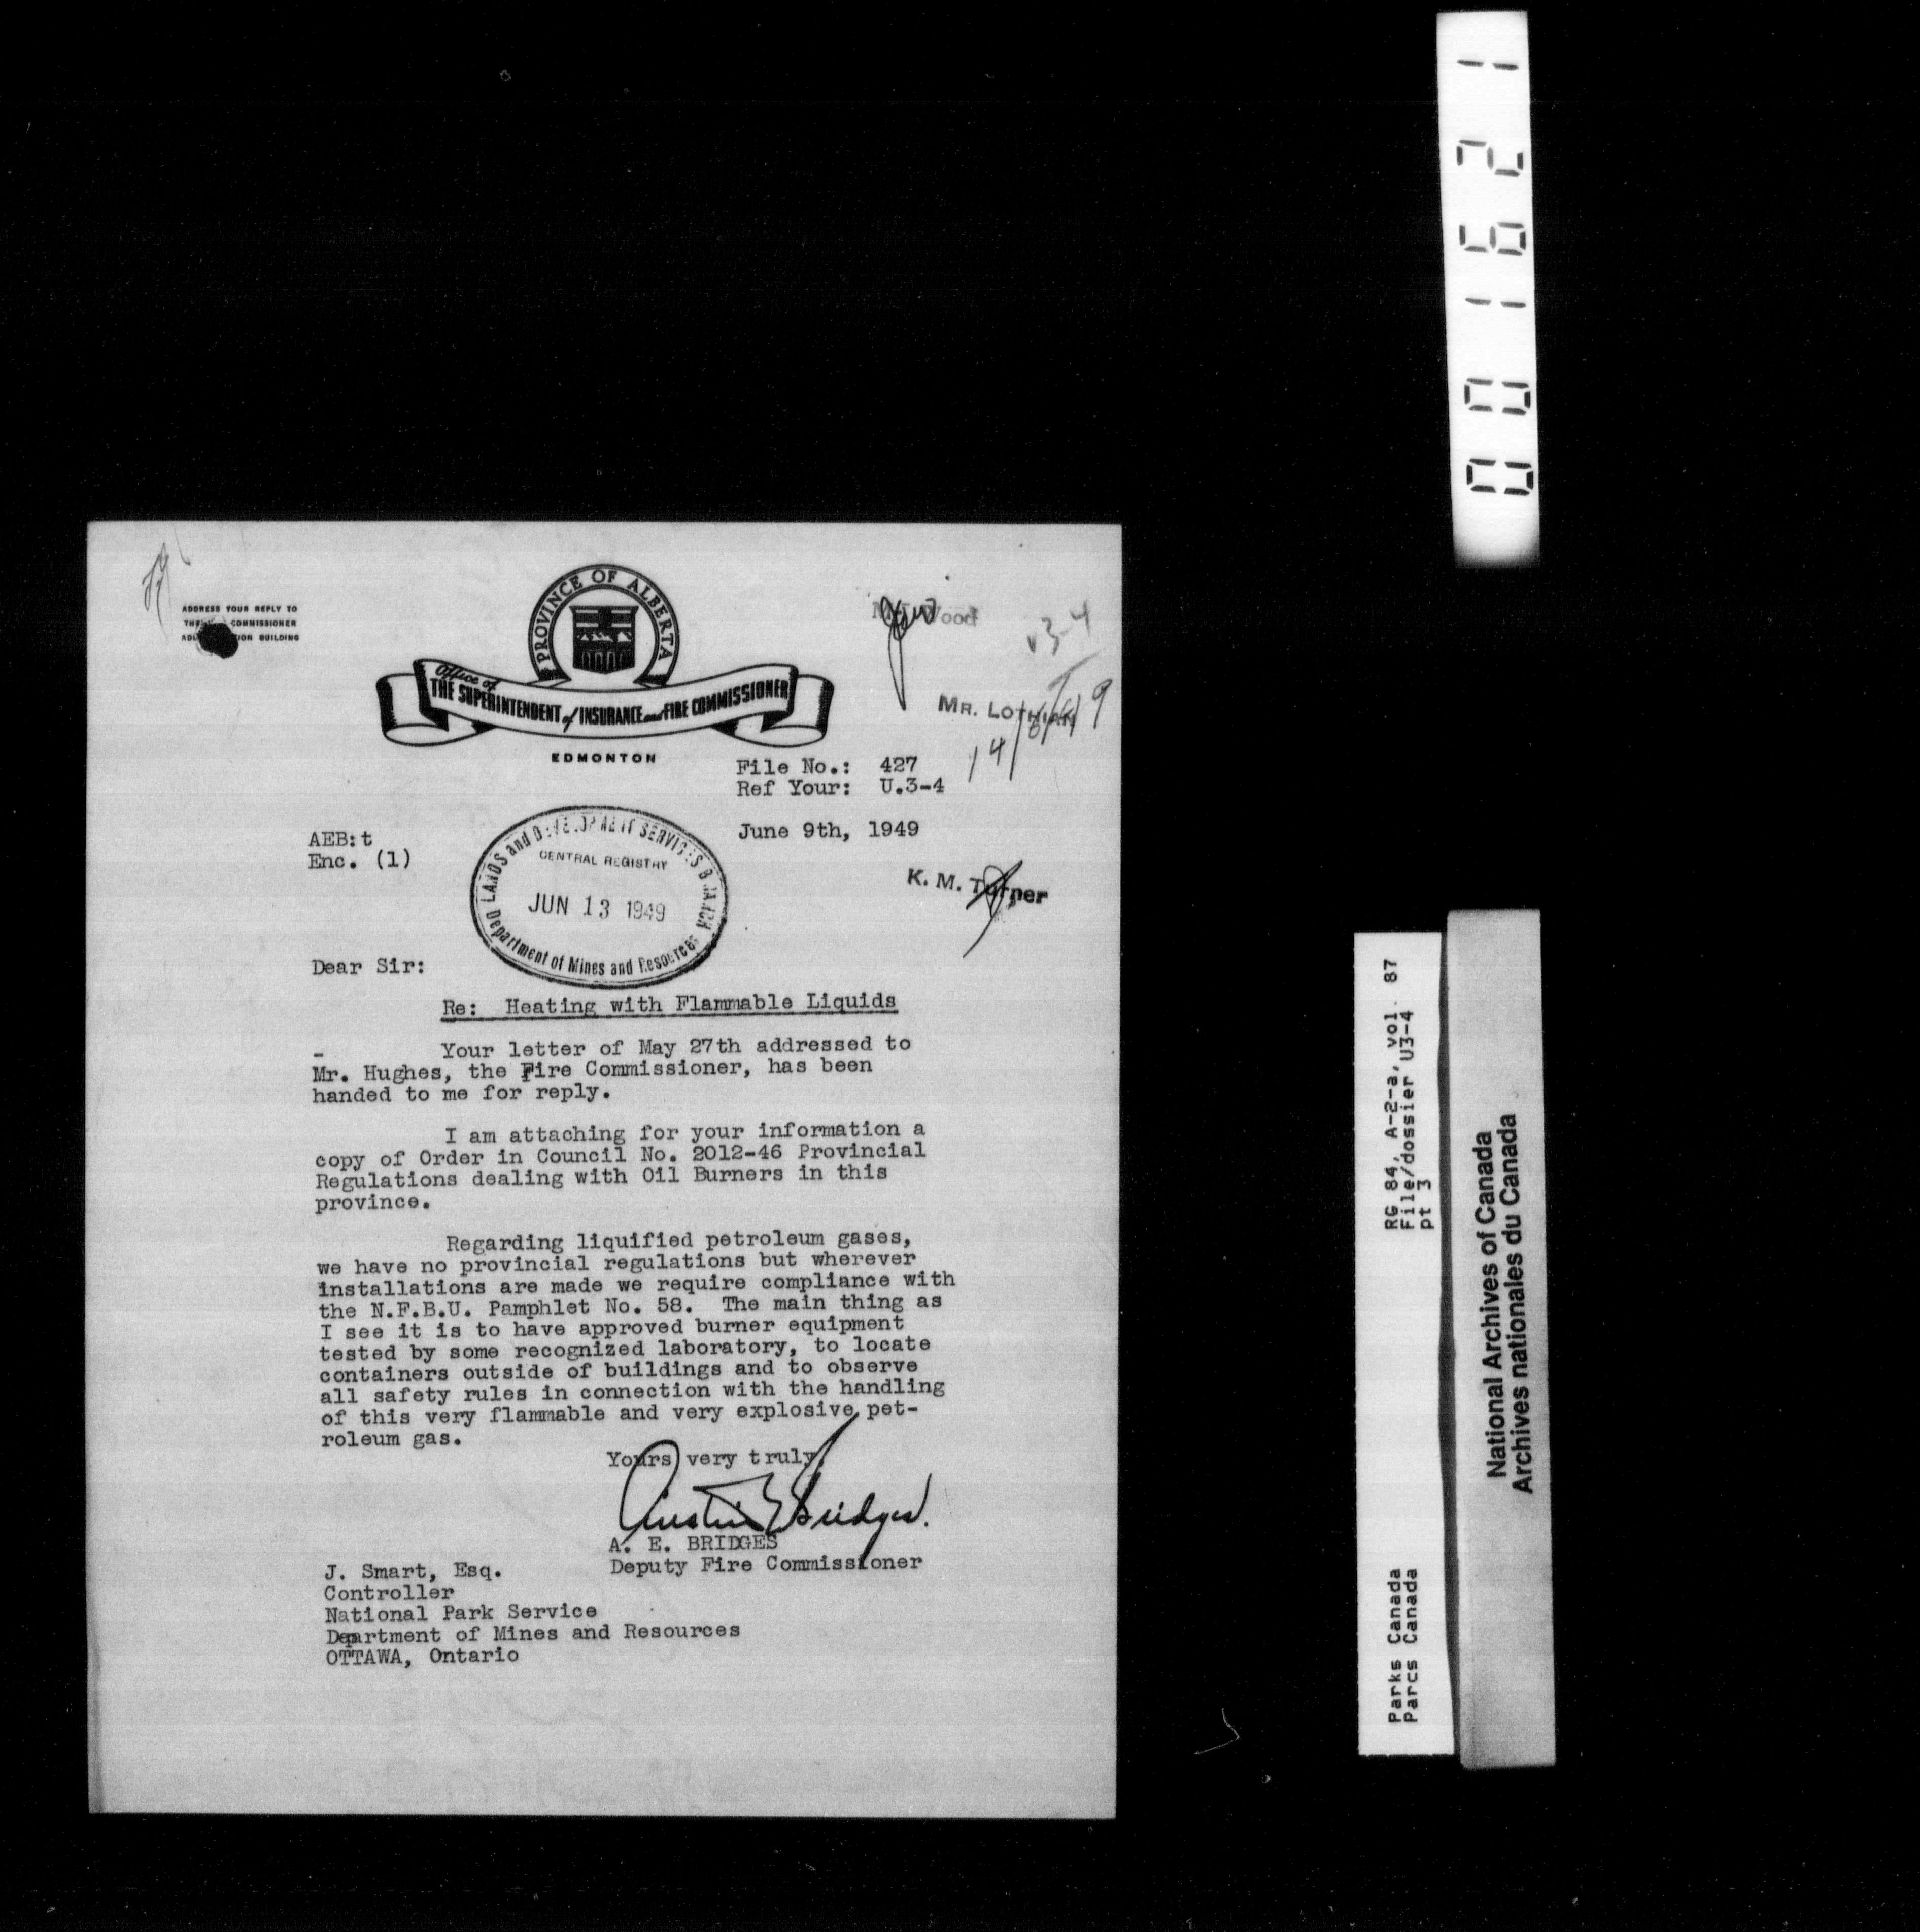 001621
ADDRESS YOUR REPLY TO
COMMISSIONER
BUILDING
PROVINCE OF ALBERTA
Office of
THE SUPERINTENDENT of INSURANCE and FIRE COMMISSIONER
EDMONTON
Wood
v3-4
MR. LOTHIAN
File No.: 427
Ref Your: U.3-4
June 9th, 1949
AEB:t
Enc. (1)
LANDS and DEVELOPMENT SERVICES BRANCH
CENTRAL REGISTRY
JUN 13 1949
Department of Mines and Resources
K. M. Turner
Dear Sir:
Re: Heating with Flammable Liquids
Your letter of May 27th addressed to
Mr. Hughes, the Fire Commissioner, has been
handed to me for reply.
I am attaching for your information a
copy of Order in Council No. 2012-46 Provincial
Regulations dealing with Oil Burners in this
province.
Regarding liquified petroleum gases,
we have no provincial regulations but wherever
installations are made we require compliance with
the N.F.B.U. Pamphlet No. 58. The main thing as
I see it is to have approved burner equipment
tested by some recognized laboratory, to locate
containers outside of buildings and to observe
all safety rules in connection with the handling
of this very flammable and very explosive pet-
roleum gas.
Yours very truly,
Austin E Bridges.
A. E. BRIDGES
Deputy Fire Commissioner
J. Smart, Esq.
Controller
National Park Service
Department of Mines and Resources
OTTAWA, Ontario
RG 84, A-2-a, vol. 87
File/dossier U3-4
pt 3
Parks Canada
Parcs Canada
National Archives of Canada
Archives nationales du Canada